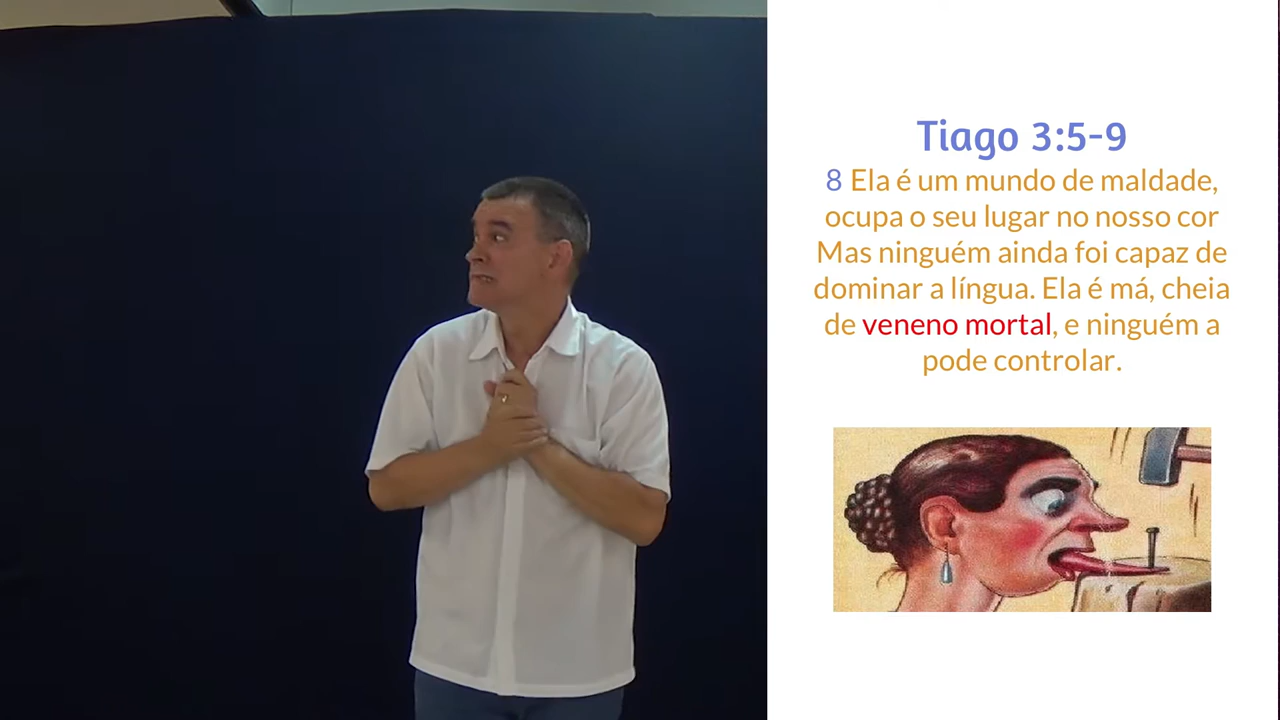 Tiago 3:5-9
8 Ela é um mundo de maldade,
ocupa o seu lugar no nosso cor
Mas ninguém ainda foi capaz de
dominar a língua. Ela é má, cheia
de veneno mortal, e ninguém a
pode controlar.